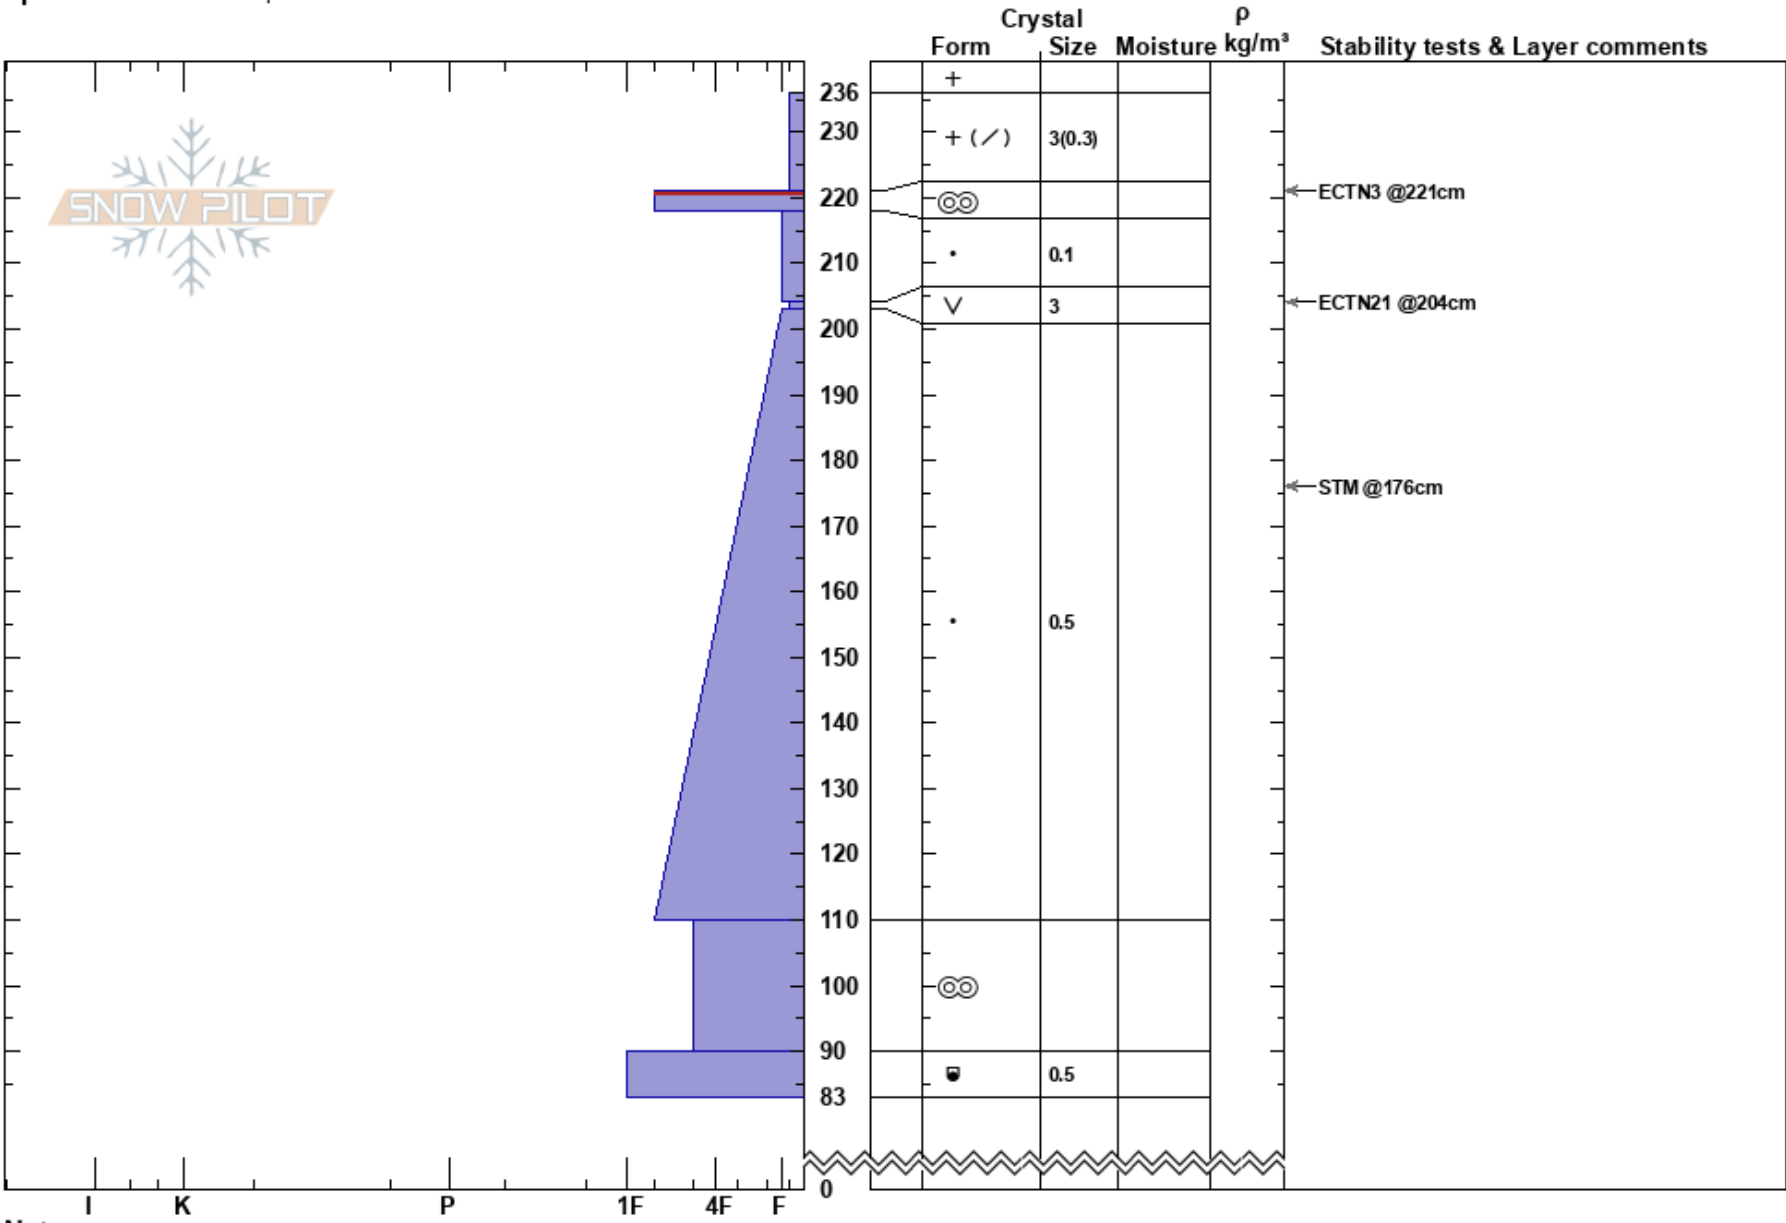 Crystal ρ
Form Size Moisture kg/m³ Stability tests & Layer comments
+
236
230 + (/) 3(0.3)
SNOW PILOT
220 ECTN3 @221cm
210 0.1
3 ECTN21 @204cm
200
190
180
STM @176cm
170
160
0.5
150
140
130
120
110
100
90
0.5
83
0
I K P 1F 4F F